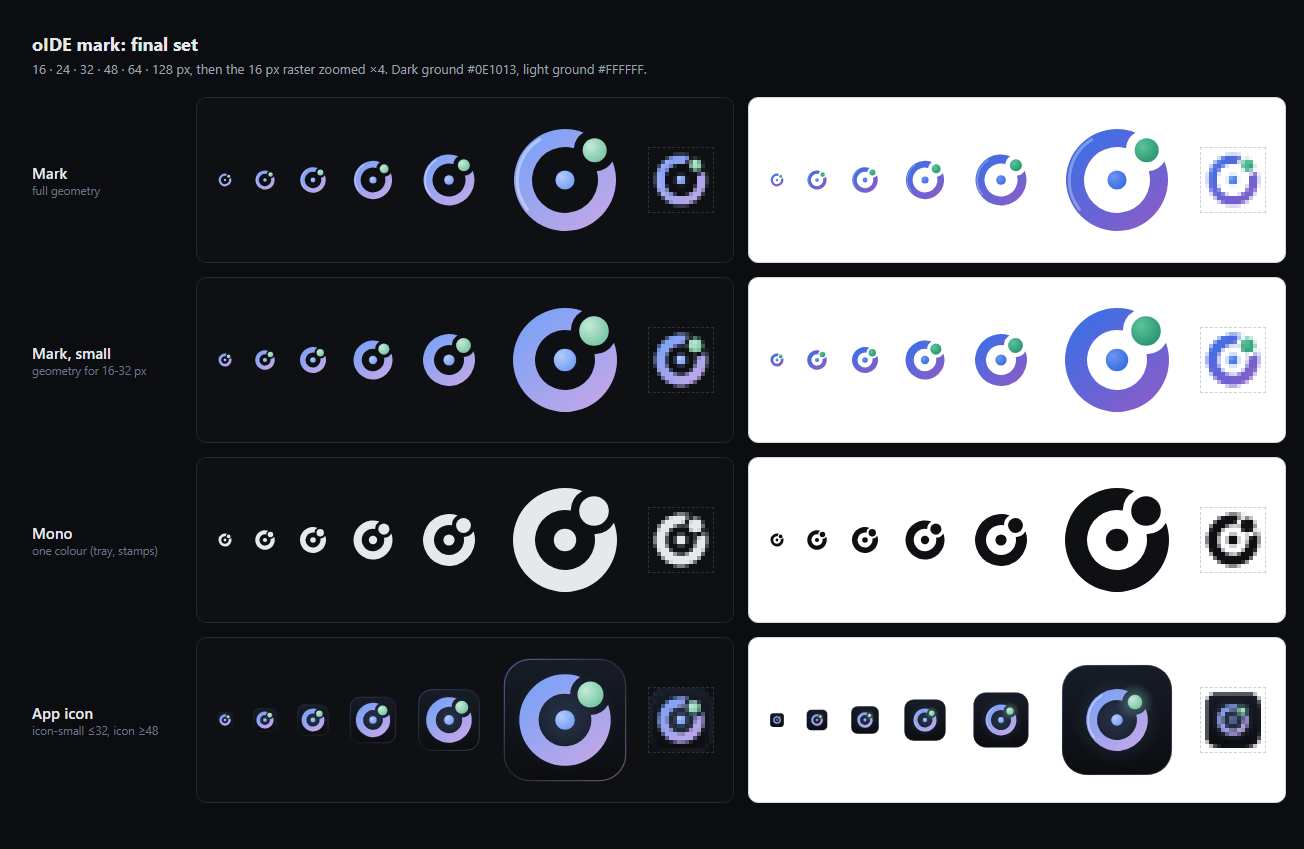 oIDE mark: final set
16 · 24 · 32 · 48 · 64 · 128 px, then the 16 px raster zoomed ×4. Dark ground #0E1013, light ground #FFFFFF.
Mark
full geometry
Mark, small
geometry for 16-32 px
Mono
one colour (tray, stamps)
App icon
icon-small ≤32, icon ≥48